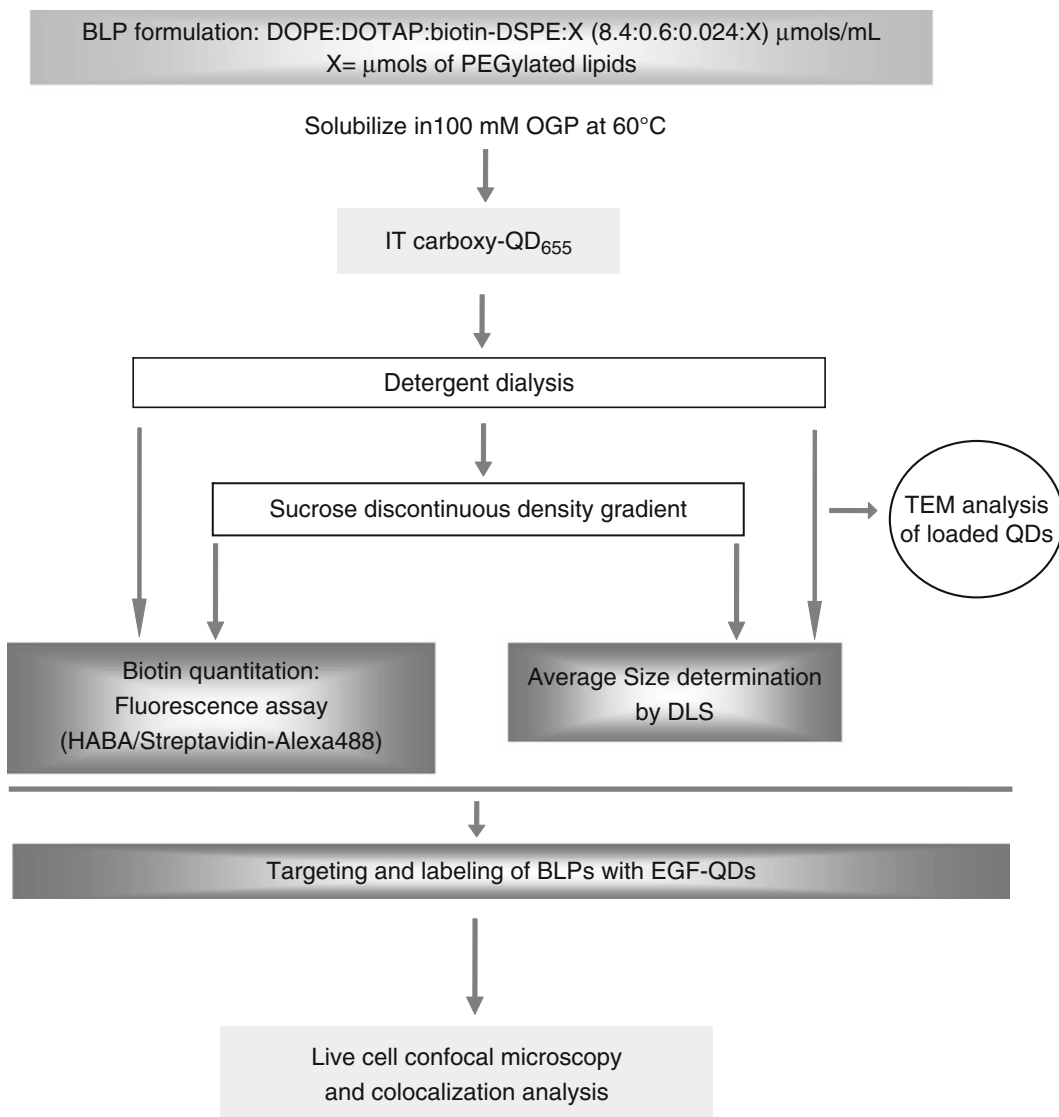 BLP formulation: DOPE:DOTAP:biotin-DSPE:X (8.4:0.6:0.024:X) μmols/mL
X= μmols of PEGylated lipids
Solubilize in100 mM OGP at 60°C
IT carboxy-QD655
Detergent dialysis
Sucrose discontinuous density gradient
TEM analysis
of loaded QDs
Biotin quantitation:
Fluorescence assay
(HABA/Streptavidin-Alexa488)
Average Size determination
by DLS
Targeting and labeling of BLPs with EGF-QDs
Live cell confocal microscopy
and colocalization analysis